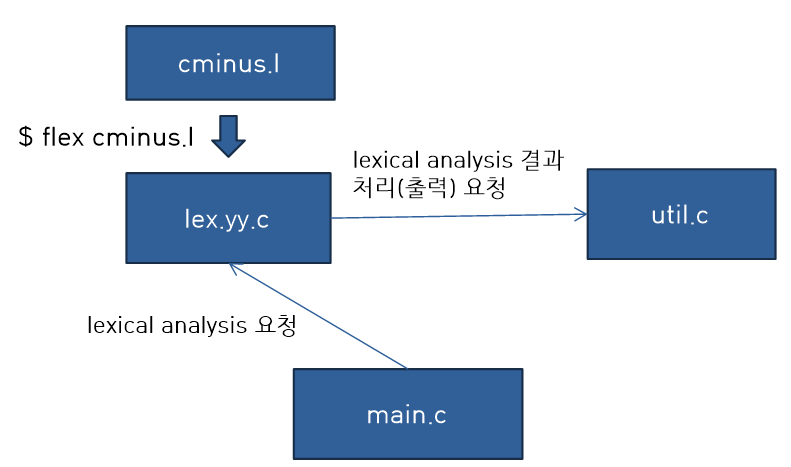 cminus.l
$ flex cminus.l
lexical analysis 결과
처리(출력) 요청
lex.yy.c
util.c
lexical analysis 요청
main.c